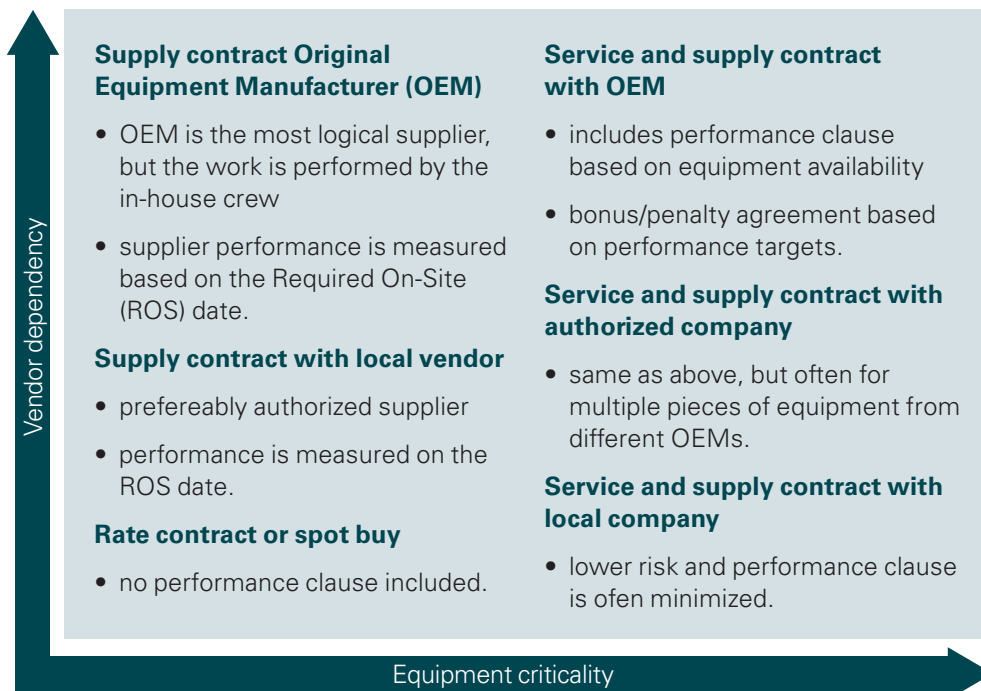 Vendor dependency
Supply contract Original
Equipment Manufacturer (OEM)
• OEM is the most logical supplier,
but the work is performed by the
in-house crew
• supplier performance is measured
based on the Required On-Site
(ROS) date.
Supply contract with local vendor
• prefereably authorized supplier
• performance is measured on the
ROS date.
Rate contract or spot buy
• no performance clause included.
Service and supply contract
with OEM
• includes performance clause
based on equipment availability
• bonus/penalty agreement based
on performance targets.
Service and supply contract with
authorized company
• same as above, but often for
multiple pieces of equipment from
different OEMs.
Service and supply contract with
local company
• lower risk and performance clause
is ofen minimized.
Equipment criticality